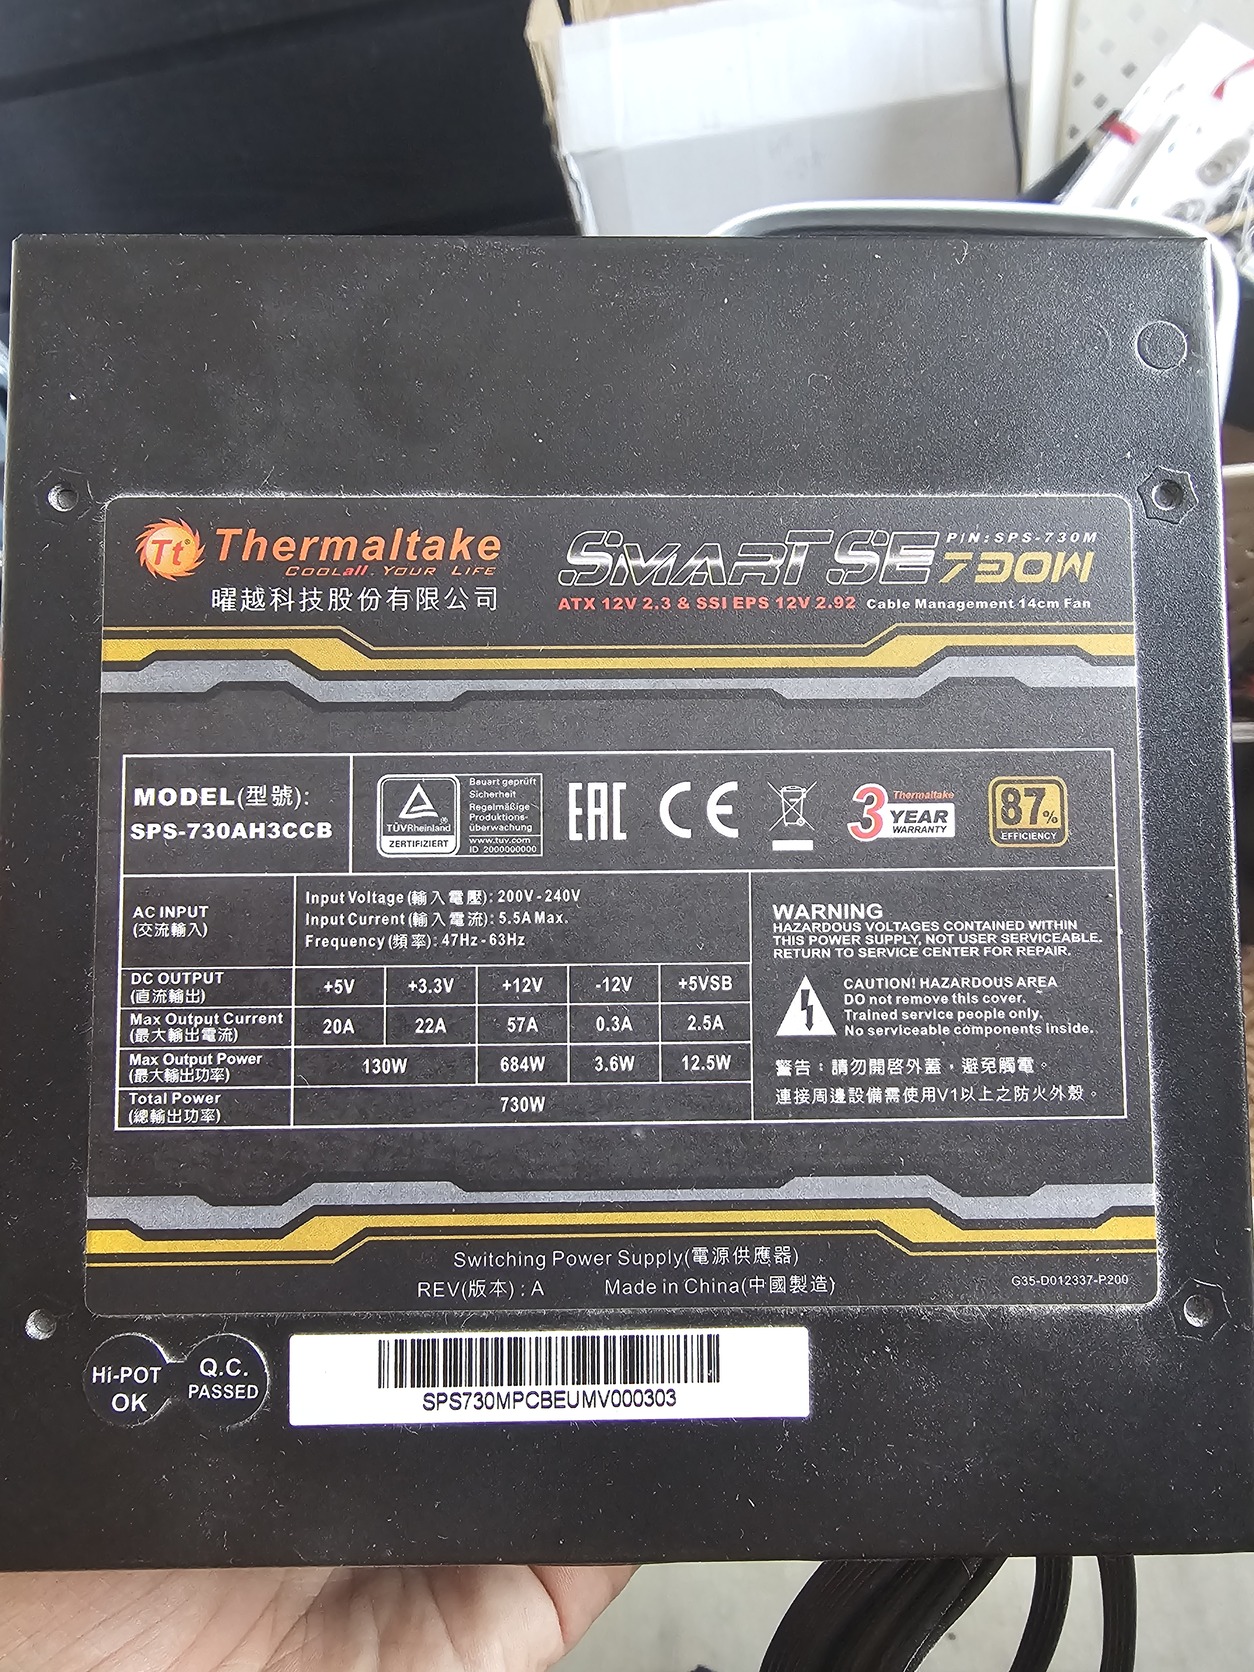 Tt® Thermaltake
COOLall YOUR LIFE
曜越科技股份有限公司
SMART SE
P/N:SPS-730M
730W
ATX 12V 2.3 & SSI EPS 12V 2.92 Cable Management 14cm Fan
MODEL(型號):
SPS-730AH3CCB
TÜVRheinland®
ZERTIFIZIERT
Bauart geprüft
Sicherheit
Regelmäßige
Produktions-
überwachung
www.tuv.com
ID 2000000000
EAC CE
3 Thermaltake
YEAR
WARRANTY
87%
EFFICIENCY
AC INPUT
(交流輸入)
Input Voltage (輸入電壓): 200V - 240V
Input Current (輸入電流): 5.5A Max.
Frequency (頻率): 47Hz - 63Hz
DC OUTPUT
(直流輸出)
+5V +3.3V +12V -12V +5VSB
Max Output Current
(最大輸出電流)
20A 22A 57A 0.3A 2.5A
Max Output Power
(最大輸出功率)
130W 684W 3.6W 12.5W
Total Power
(總輸出功率)
730W
WARNING
HAZARDOUS VOLTAGES CONTAINED WITHIN
THIS POWER SUPPLY, NOT USER SERVICEABLE.
RETURN TO SERVICE CENTER FOR REPAIR.
CAUTION! HAZARDOUS AREA
DO not remove this cover.
Trained service people only.
No serviceable components inside.
警告：請勿開啓外蓋，避免觸電。
連接周邊設備需使用V1以上之防火外殼。
Switching Power Supply(電源供應器)
REV(版本) : A Made in China(中國製造)
G35-D012337-P200
Hi-POT
OK
Q.C.
PASSED
SPS730MPCBEUMV000303